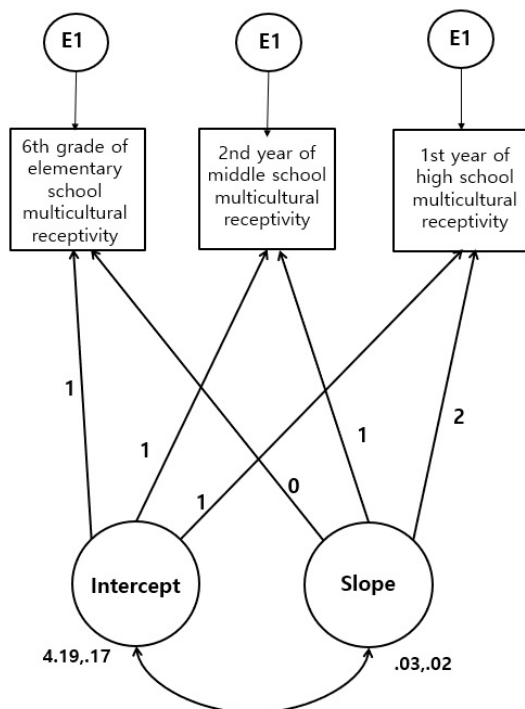 E1
E1
E1
6th grade of
elementary
school
multicultural
receptivity
2nd year of
middle school
multicultural
receptivity
1st year of
high school
multicultural
receptivity
1
1
1
0
1
2
Intercept
Slope
4.19,.17
.03,.02